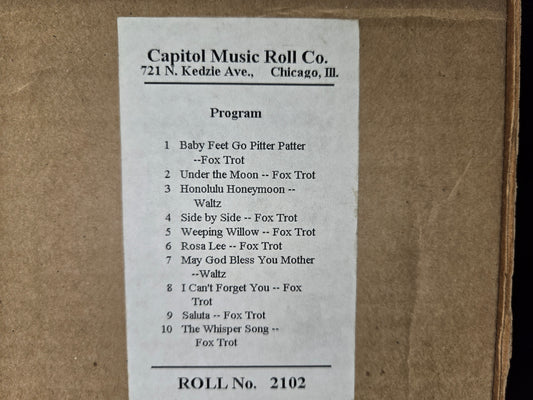 Capitol Music Roll Co.
721 N. Kedzie Ave., Chicago, Ill.
Program
1 Baby Feet Go Pitter Patter
--Fox Trot
2 Under the Moon -- Fox Trot
3 Honolulu Honeymoon --
Waltz
4 Side by Side -- Fox Trot
5 Weeping Willow -- Fox Trot
6 Rosa Lee -- Fox Trot
7 May God Bless You Mother
--Waltz
8 I Can't Forget You -- Fox
Trot
9 Saluta -- Fox Trot
10 The Whisper Song --
Fox Trot
ROLL No. 2102